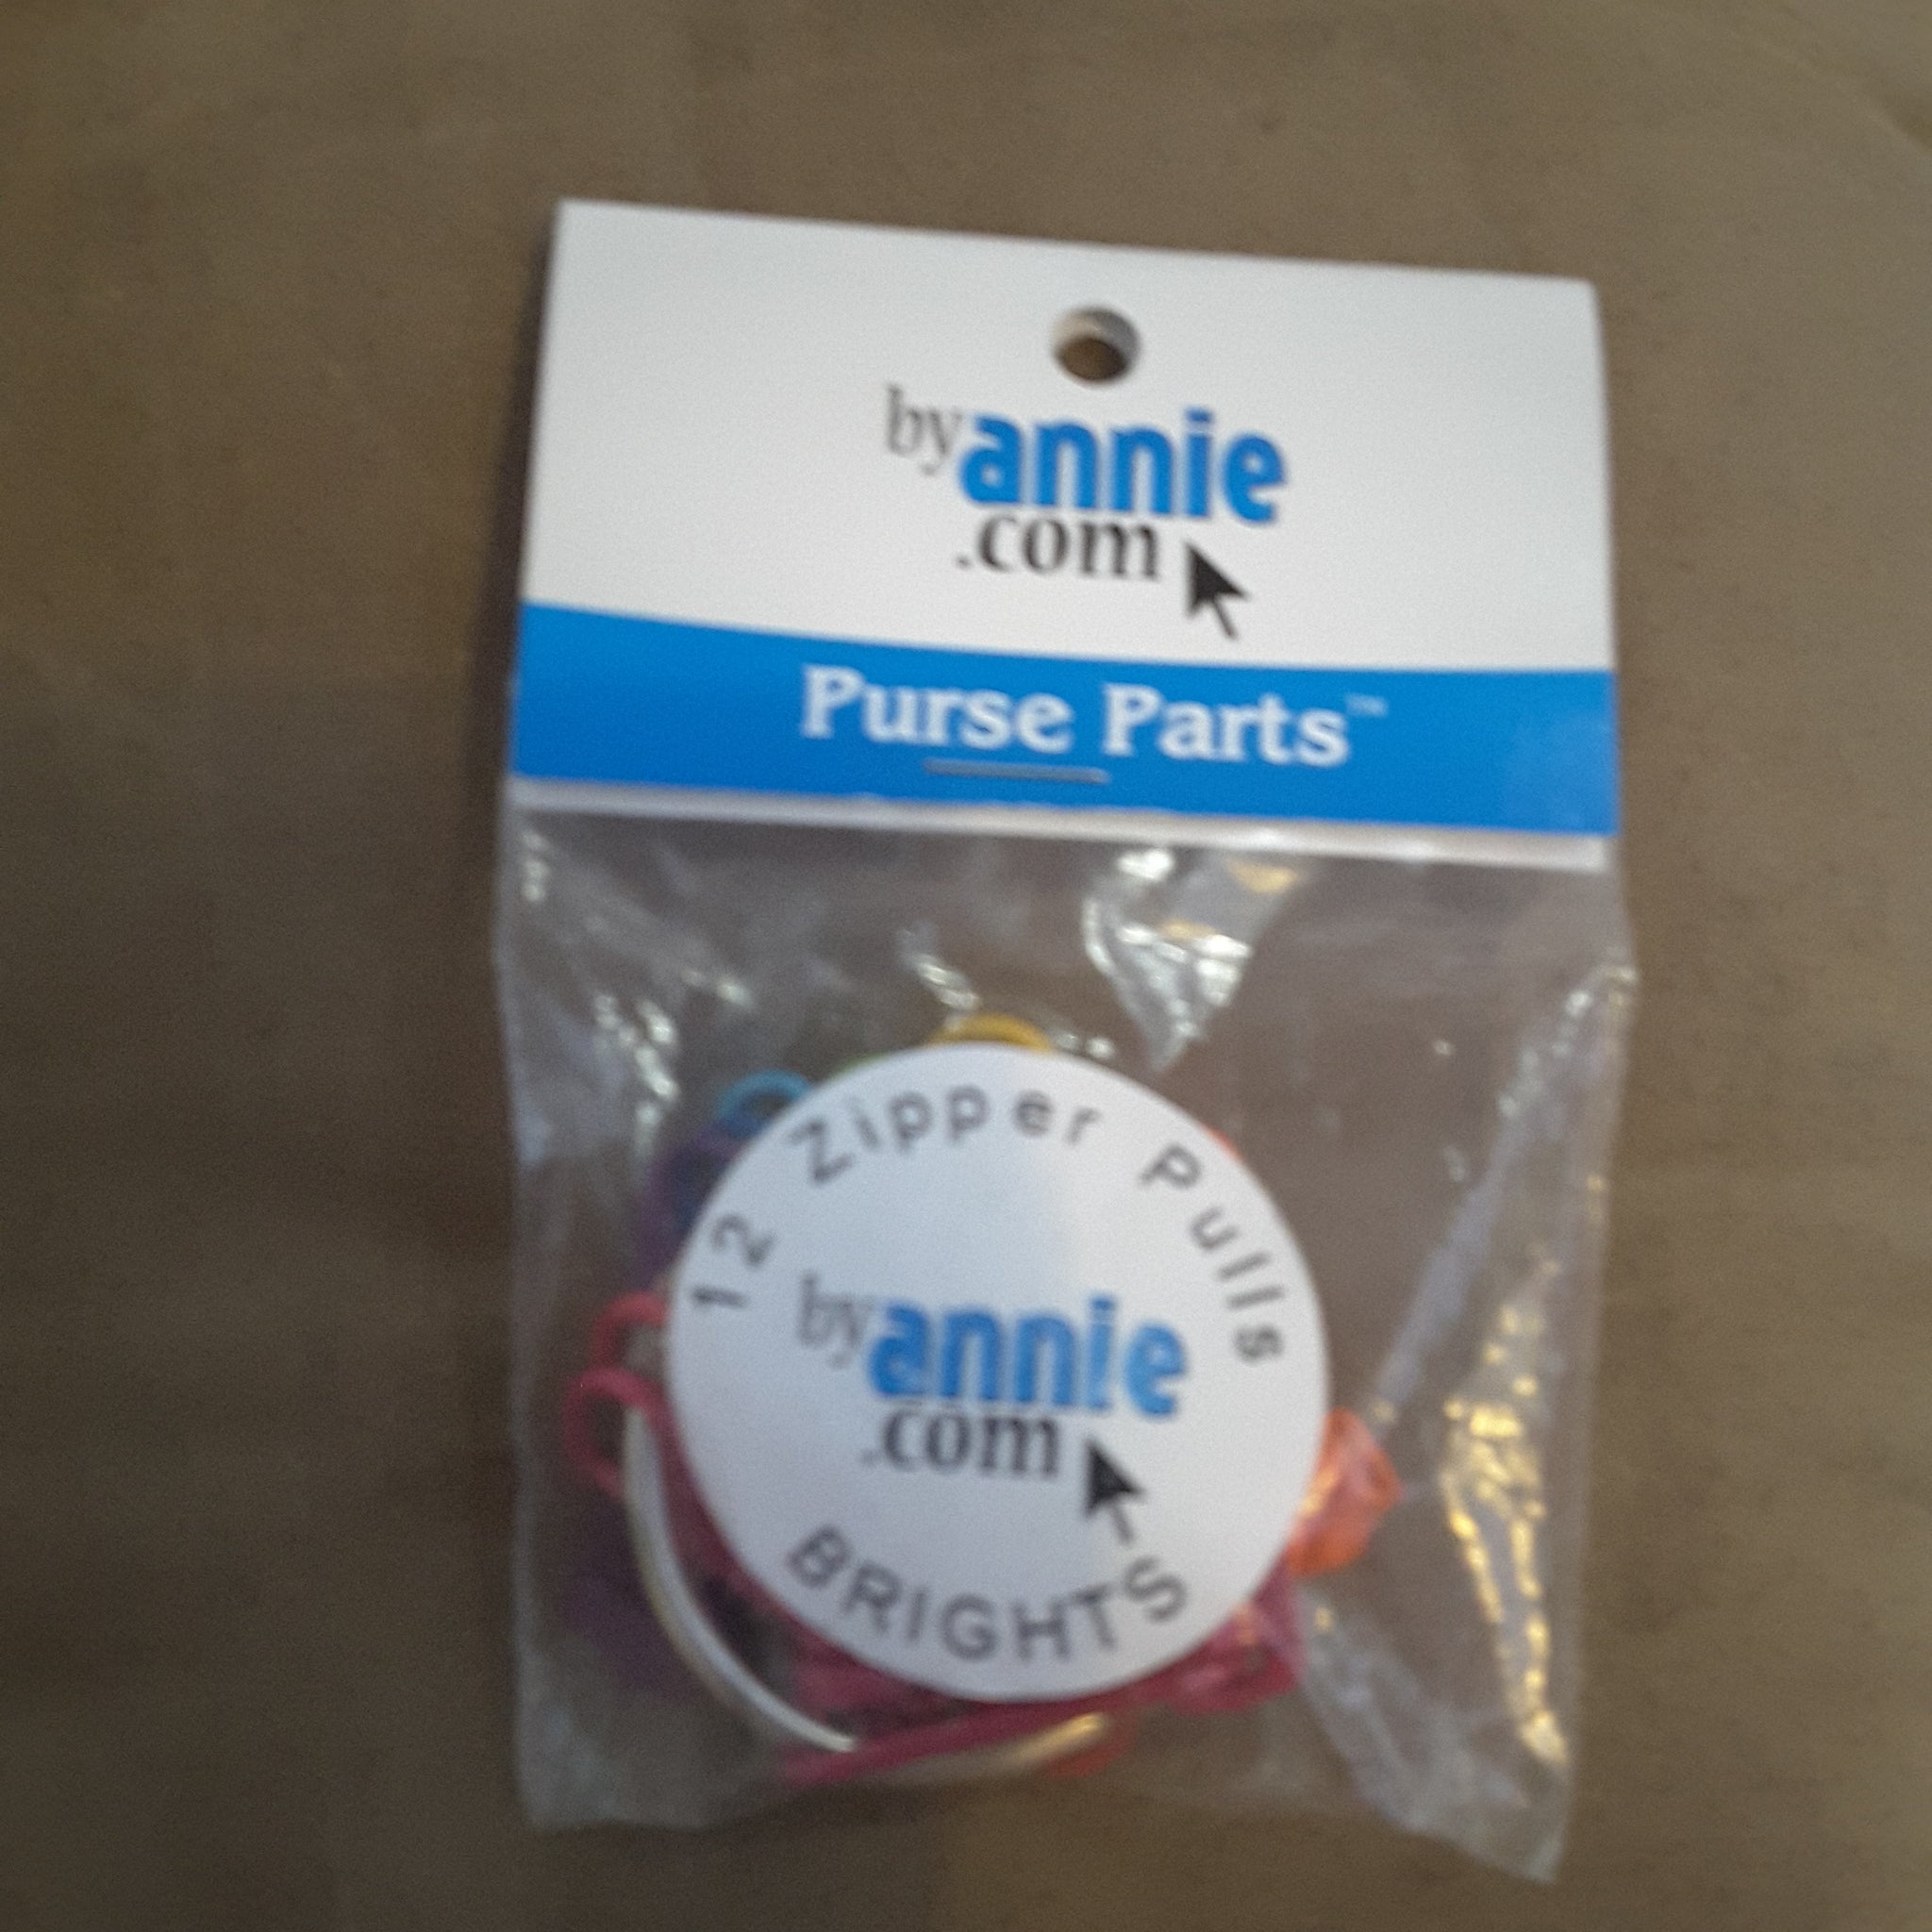 byannie
.com
Purse Parts™
12 Zipper Pulls
byannie
.com
BRIGHTS